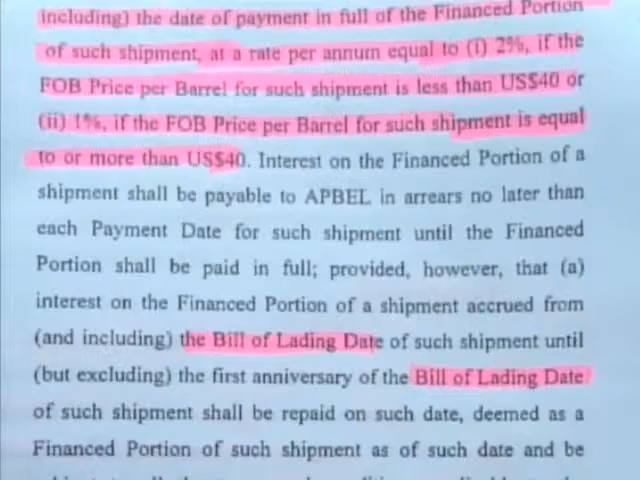 including) the date of payment in full of the Financed Portion
of such shipment, at a rate per annum equal to (i) 2%, if the
FOB Price per Barrel for such shipment is less than US$40 or
(ii) 1%, if the FOB Price per Barrel for such shipment is equal
to or more than US$40. Interest on the Financed Portion of a
shipment shall be payable to APBEL in arrears no later than
each Payment Date for such shipment until the Financed
Portion shall be paid in full; provided, however, that (a)
interest on the Financed Portion of a shipment accrued from
(and including) the Bill of Lading Date of such shipment until
(but excluding) the first anniversary of the Bill of Lading Date
of such shipment shall be repaid on such date, deemed as a
Financed Portion of such shipment as of such date and be